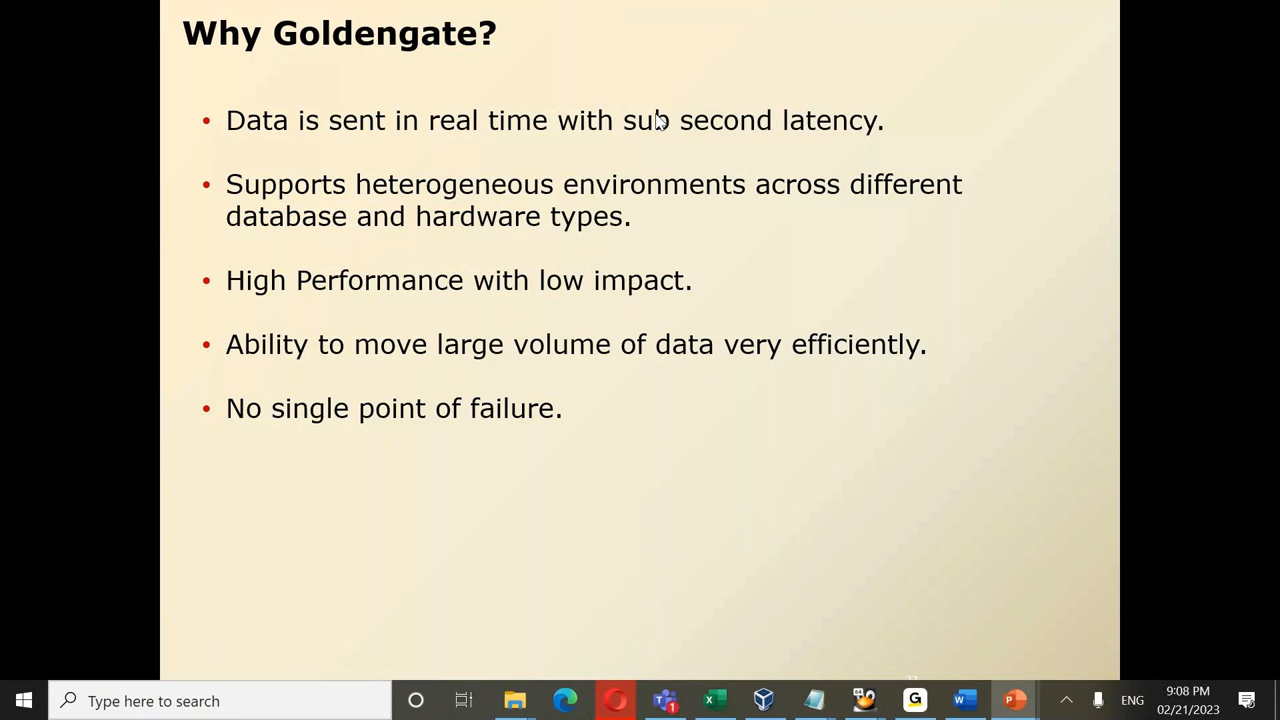 Why Goldengate?
• Data is sent in real time with sub second latency.
• Supports heterogeneous environments across different
database and hardware types.
• High Performance with low impact.
• Ability to move large volume of data very efficiently.
• No single point of failure.
Type here to search
1
G
W
P
ENG
9:08 PM
02/21/2023